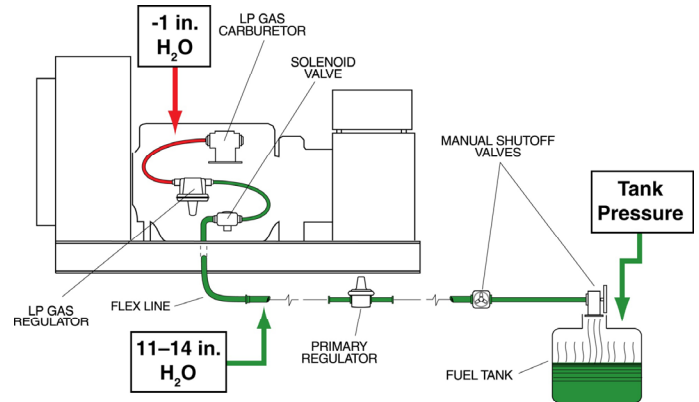 -1 in.
H₂O
LP GAS
CARBURETOR
SOLENOID
VALVE
MANUAL SHUTOFF
VALVES
Tank
Pressure
LP GAS
REGULATOR
FLEX LINE
11–14 in.
H₂O
PRIMARY
REGULATOR
FUEL TANK